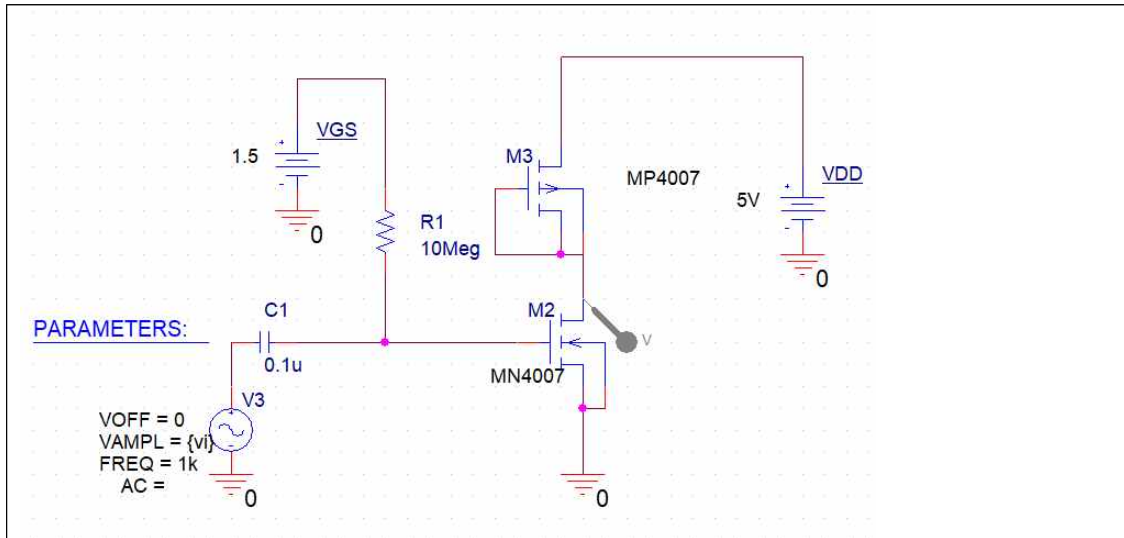 VGS
1.5
0
R1
10Meg
M3
MP4007
VDD
5V
0
PARAMETERS:
C1
0.1u
M2
MN4007
V
V3
VOFF = 0
VAMPL = {vi}
FREQ = 1k
AC =
0
0